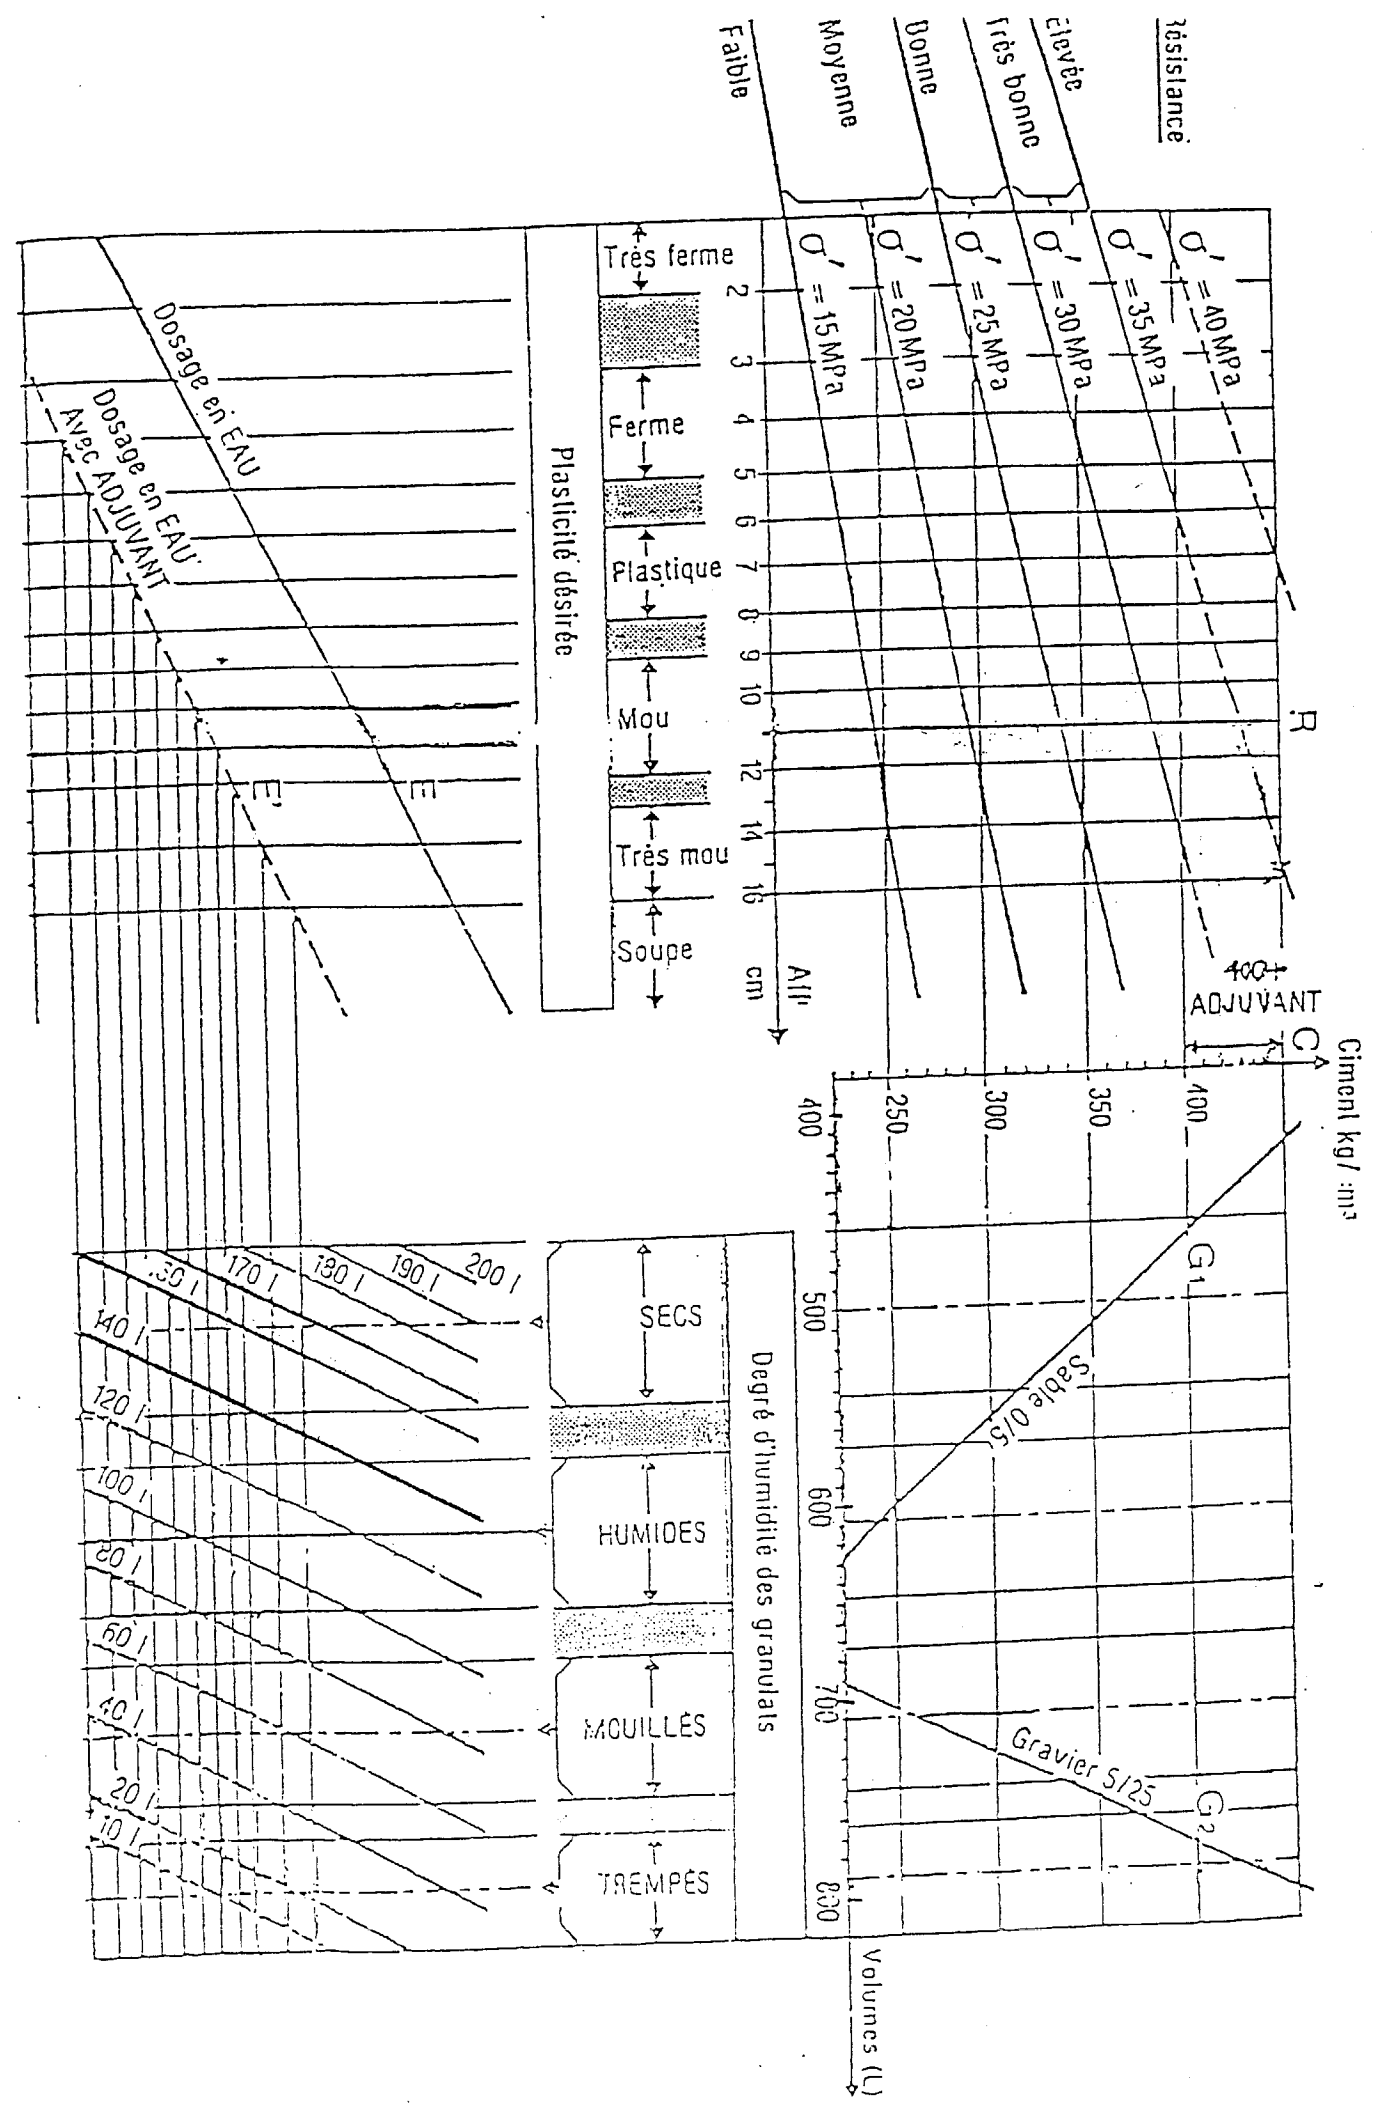 Résistance
Élevée
Très bonne
Bonne
Moyenne
Faible
σ' = 40 MPa
σ' = 35 MPa
σ' = 30 MPa
σ' = 25 MPa
σ' = 20 MPa
σ' = 15 MPa
R
2
3
4
5
6
7
8
9
10
12
14
16
Aff'
cm
Très ferme
Ferme
Plastique
Mou
Très mou
Soupe
Plasticité désirée
Dosage en EAU
Dosage en EAU
Avec ADJUVANT
E
E'
400+
ADJUVANT
C
Ciment kg/m³
400
350
300
250
400
500
600
700
800
Volumes (L)
G1
Sable 0/5
Gravier 5/25
G2
Degré d'humidité des granulats
SECS
HUMIDES
MOUILLÉS
TREMPÉS
200 l
190 l
180 l
170 l
160 l
140 l
120 l
100 l
80 l
60 l
40 l
20 l
10 l